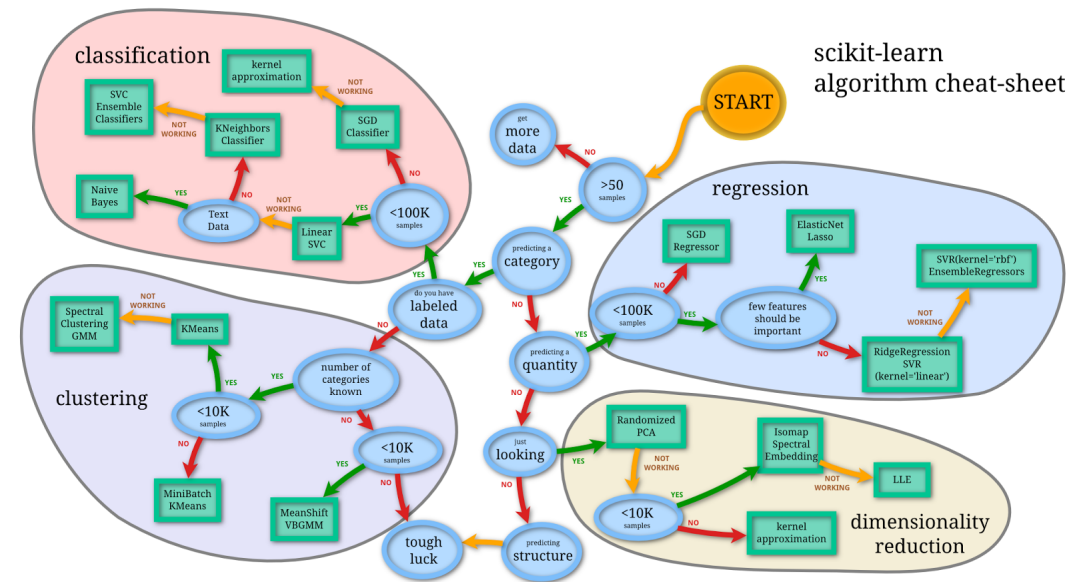 scikit-learn
algorithm cheat-sheet
START
get
more
data
NO
>50
samples
YES
predicting a
category
YES
NO
do you have
labeled
data
YES
NO
predicting a
quantity
YES
NO
just
looking
YES
NO
predicting
structure
tough
luck
classification
kernel
approximation
NOT
WORKING
SVC
Ensemble
Classifiers
NOT
WORKING
KNeighbors
Classifier
SGD
Classifier
NO
Naive
Bayes
YES
NO
Text
Data
NOT
WORKING
Linear
SVC
YES
<100K
samples
regression
SGD
Regressor
NO
<100K
samples
YES
ElasticNet
Lasso
YES
few features
should be
important
NO
SVR(kernel='rbf')
EnsembleRegressors
NOT
WORKING
RidgeRegression
SVR
(kernel='linear')
clustering
Spectral
Clustering
GMM
NOT
WORKING
KMeans
YES
<10K
samples
NO
MiniBatch
KMeans
number of
categories
known
YES
NO
<10K
samples
YES
NO
MeanShift
VBGMM
dimensionality
reduction
Randomized
PCA
NOT
WORKING
<10K
samples
YES
NO
Isomap
Spectral
Embedding
NOT
WORKING
LLE
kernel
approximation